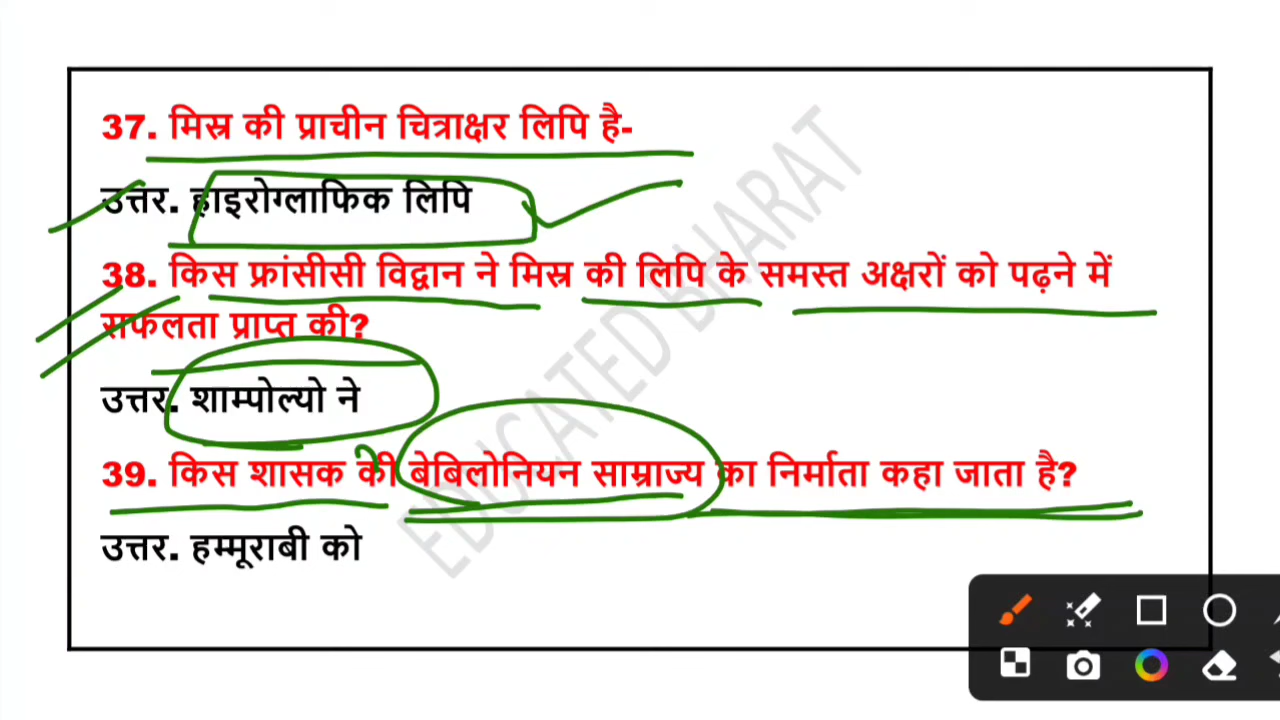 37. मिस्र की प्राचीन चित्राक्षर लिपि है-
उत्तर. हाइरोग्लाफिक लिपि
38. किस फ्रांसीसी विद्वान ने मिस्र की लिपि के समस्त अक्षरों को पढ़ने में
सफलता प्राप्त की?
उत्तर. शाम्पोल्यो ने
39. किस शासक की बेबिलोनियन साम्राज्य का निर्माता कहा जाता है?
उत्तर. हम्मूराबी को
EDUCATED BHARAT